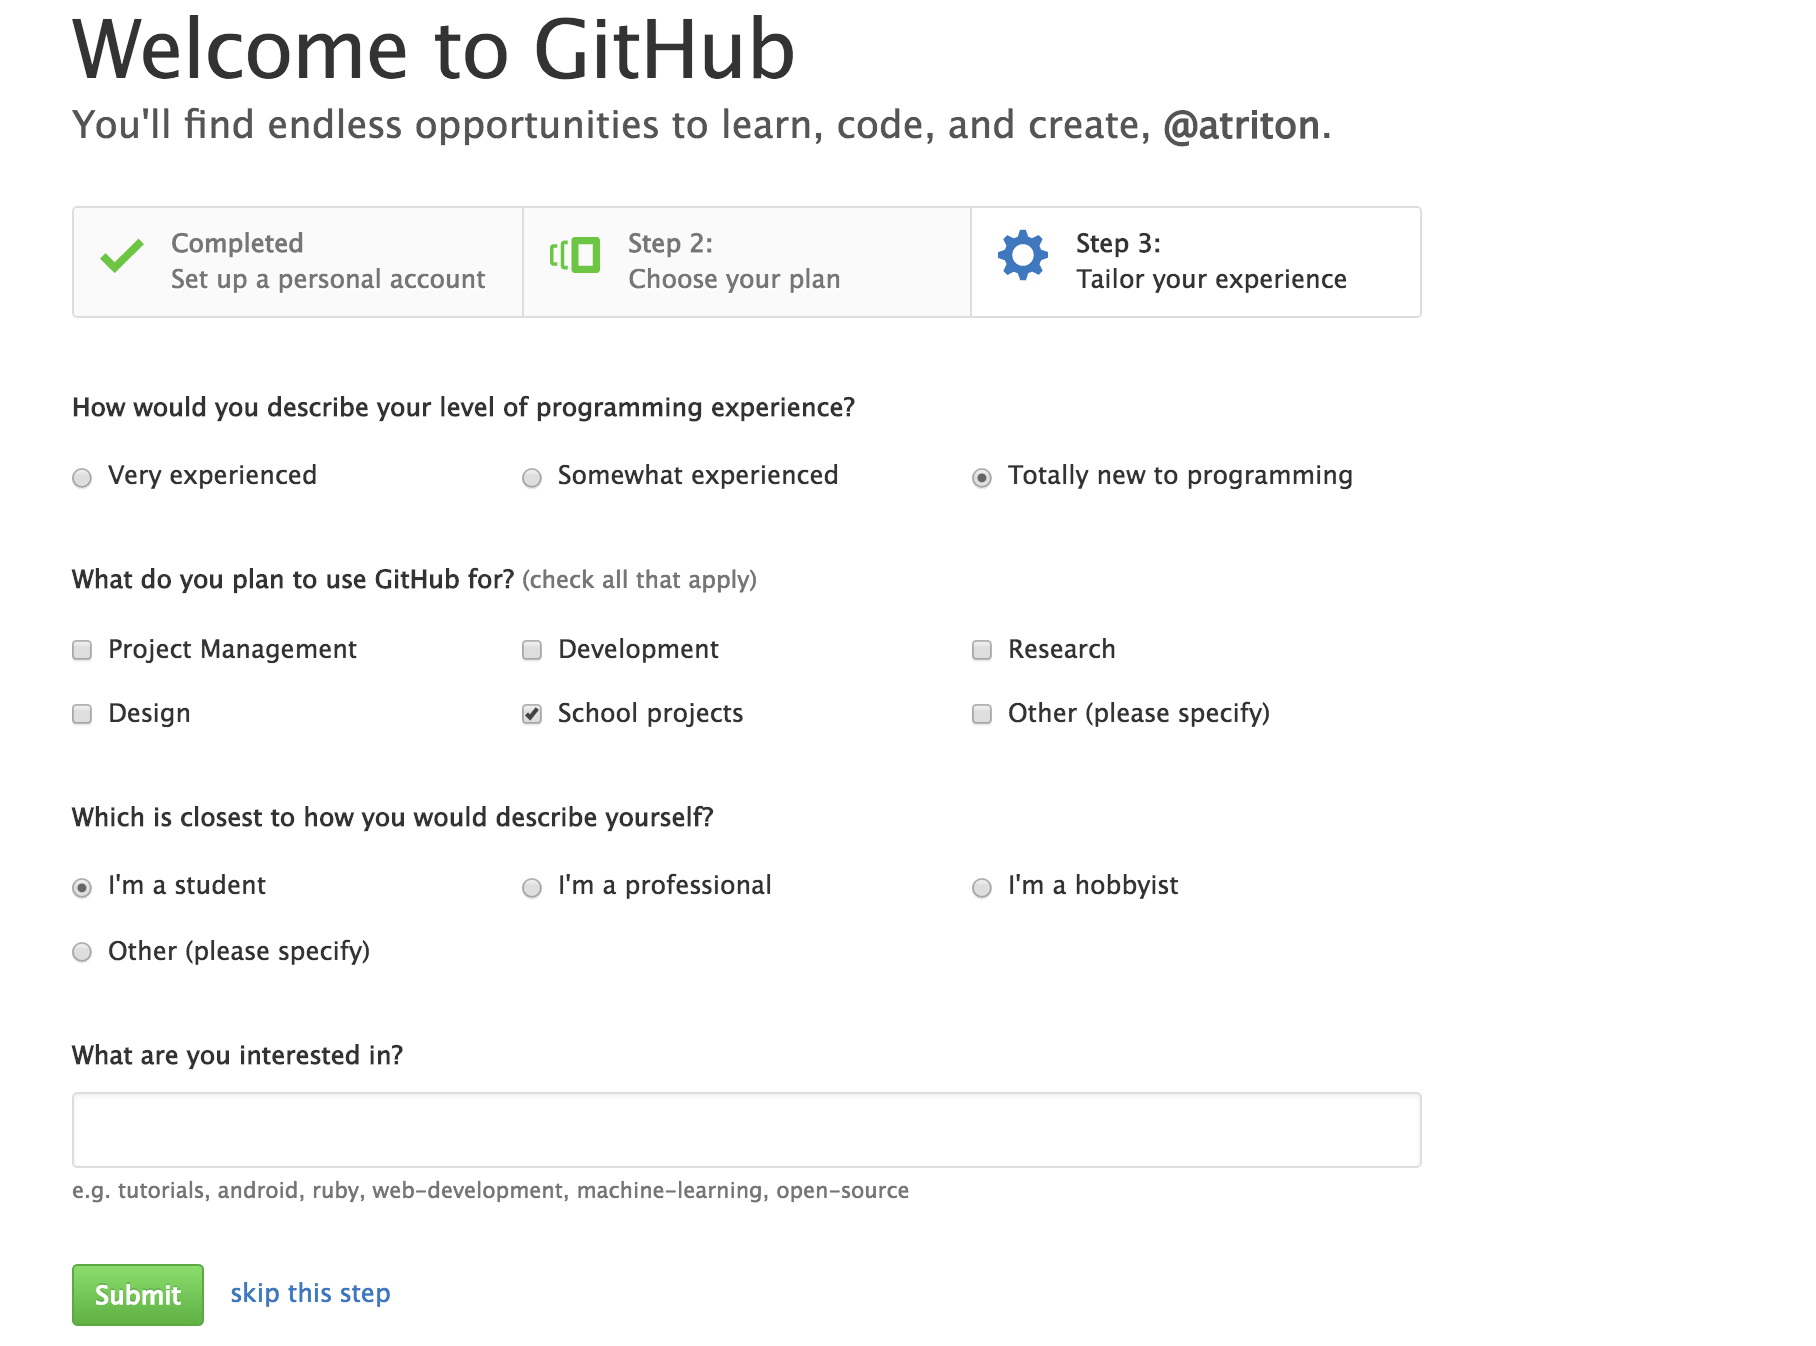 Welcome to GitHub
You'll find endless opportunities to learn, code, and create, @atriton.
Completed
Set up a personal account
Step 2:
Choose your plan
Step 3:
Tailor your experience
How would you describe your level of programming experience?
Very experienced
Somewhat experienced
Totally new to programming
What do you plan to use GitHub for? (check all that apply)
Project Management
Development
Research
Design
School projects
Other (please specify)
Which is closest to how you would describe yourself?
I'm a student
I'm a professional
I'm a hobbyist
Other (please specify)
What are you interested in?
e.g. tutorials, android, ruby, web-development, machine-learning, open-source
Submit
skip this step